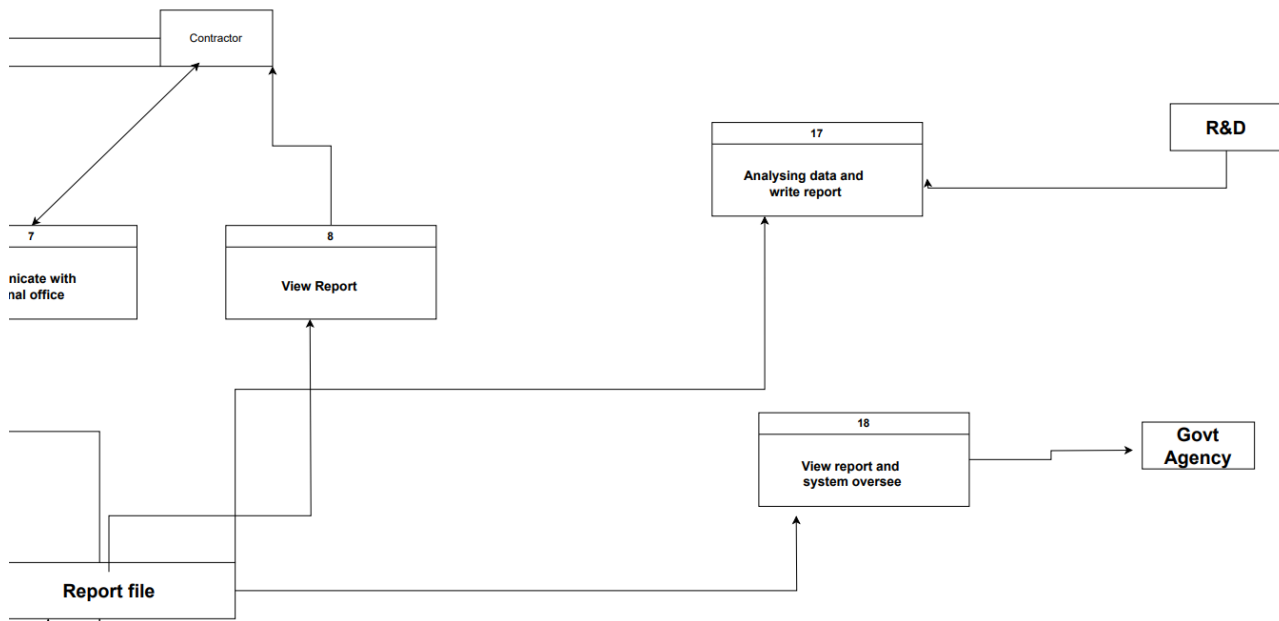 Contractor
R&D
17
Analysing data and
write report
7
nicate with
nal office
8
View Report
18
View report and
system oversee
Govt
Agency
Report file